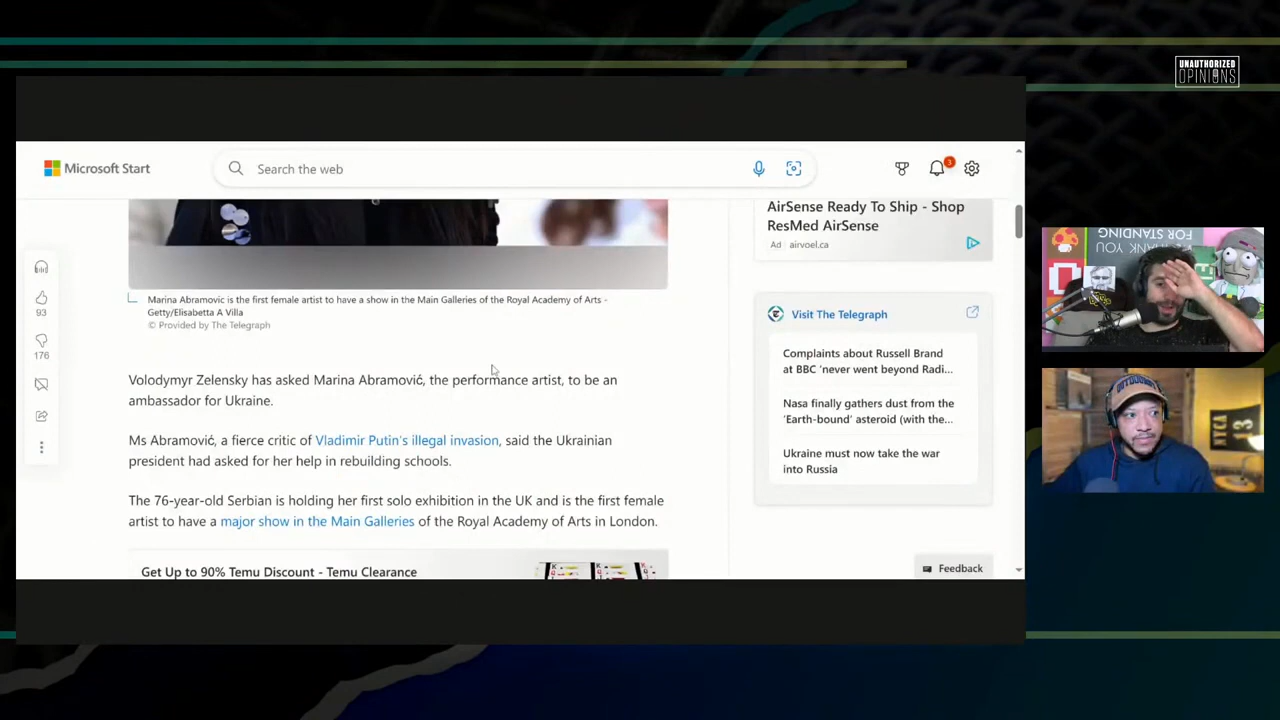 UNAUTHORIZED
OPINIONS
Microsoft Start
Search the web
3
AirSense Ready To Ship - Shop
ResMed AirSense
Ad airvoel.ca
93
176
Marina Abramovic is the first female artist to have a show in the Main Galleries of the Royal Academy of Arts -
Getty/Elisabetta A Villa
© Provided by The Telegraph
Volodymyr Zelensky has asked Marina Abramović, the performance artist, to be an
ambassador for Ukraine.
Ms Abramović, a fierce critic of Vladimir Putin's illegal invasion, said the Ukrainian
president had asked for her help in rebuilding schools.
The 76-year-old Serbian is holding her first solo exhibition in the UK and is the first female
artist to have a major show in the Main Galleries of the Royal Academy of Arts in London.
Get Up to 90% Temu Discount - Temu Clearance
Visit The Telegraph
Complaints about Russell Brand
at BBC 'never went beyond Radi...
Nasa finally gathers dust from the
'Earth-bound' asteroid (with the...
Ukraine must now take the war
into Russia
Feedback
THANK
YOU
FOR STANDING
NYCA
13